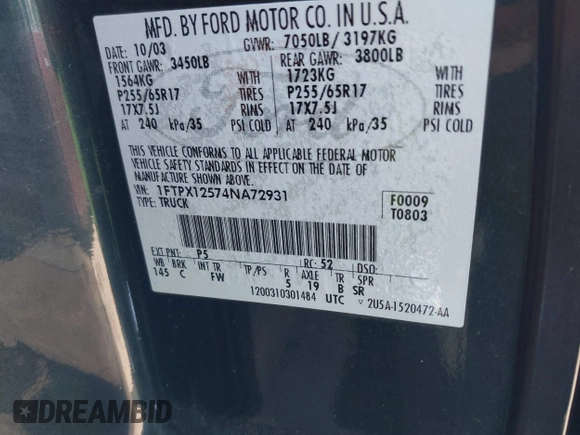 MFD. BY FORD MOTOR CO. IN U.S.A.
DATE: 10/03 GVWR: 7050LB/ 3197KG
FRONT GAWR: 3450LB REAR GAWR: 3800LB
1564KG WITH 1723KG WITH
P255/65R17 TIRES P255/65R17 TIRES
17X7.5J RIMS 17X7.5J RIMS
AT 240 kPa/35 PSI COLD AT 240 kPa/35 PSI COLD
THIS VEHICLE CONFORMS TO ALL APPLICABLE FEDERAL MOTOR
VEHICLE SAFETY STANDARDS IN EFFECT ON THE DATE OF
MANUFACTURE SHOWN ABOVE.
VIN: 1FTPX12574NA72931
TYPE: TRUCK
F0009
T0803
EXT PNT: P5 RC: 52 DSO:
WB BRK INT TR TP/PS R AXLE TR SPR
145 C FW 5 19 B SR
1200310301484 UTC 2U5A-1520472-AA
DREAMBID